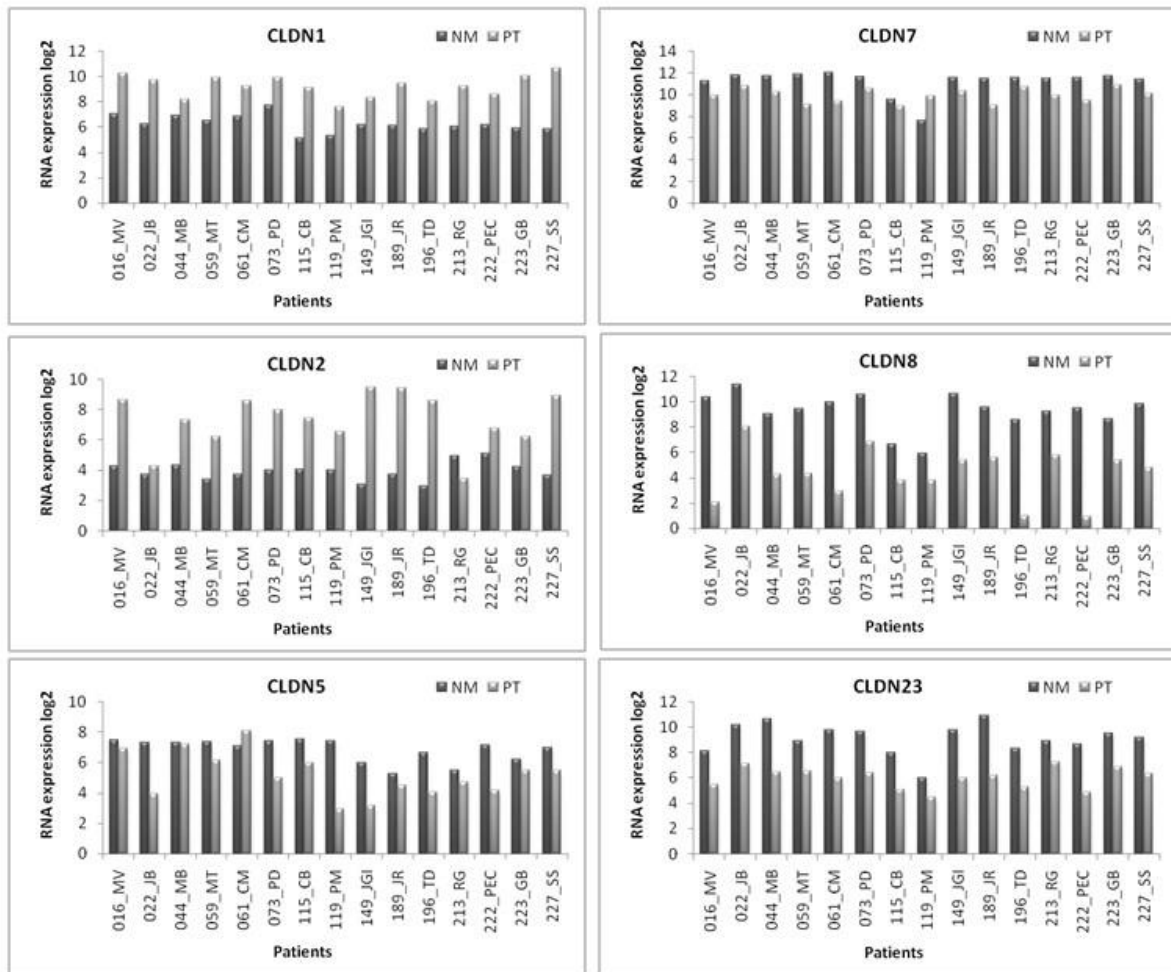 CLDN1
NM PT
RNA expression log2
12
10
8
6
4
2
0
016_MV 022_JB 044_MB 059_MT 061_CM 073_PD 115_CB 119_PM 149_JGI 189_JR 196_TD 213_RG 222_PEC 223_GB 227_SS
Patients
CLDN7
NM PT
RNA expression log2
14
12
10
8
6
4
2
0
016_MV 022_JB 044_MB 059_MT 061_CM 073_PD 115_CB 119_PM 149_JGI 189_JR 196_TD 213_RG 222_PEC 223_GB 227_SS
Patients
CLDN2
NM PT
RNA expression log2
10
8
6
4
2
0
016_MV 022_JB 044_MB 059_MT 061_CM 073_PD 115_CB 119_PM 149_JGI 189_JR 196_TD 213_RG 222_PEC 223_GB 227_SS
Patients
CLDN8
NM PT
RNA expression log2
12
10
8
6
4
2
0
016_MV 022_JB 044_MB 059_MT 061_CM 073_PD 115_CB 119_PM 149_JGI 189_JR 196_TD 213_RG 222_PEC 223_GB 227_SS
Patients
CLDN5
NM PT
RNA expression log2
10
8
6
4
2
0
016_MV 022_JB 044_MB 059_MT 061_CM 073_PD 115_CB 119_PM 149_JGI 189_JR 196_TD 213_RG 222_PEC 223_GB 227_SS
Patients
CLDN23
NM PT
RNA expression log2
12
10
8
6
4
2
0
016_MV 022_JB 044_MB 059_MT 061_CM 073_PD 115_CB 119_PM 149_JGI 189_JR 196_TD 213_RG 222_PEC 223_GB 227_SS
Patients